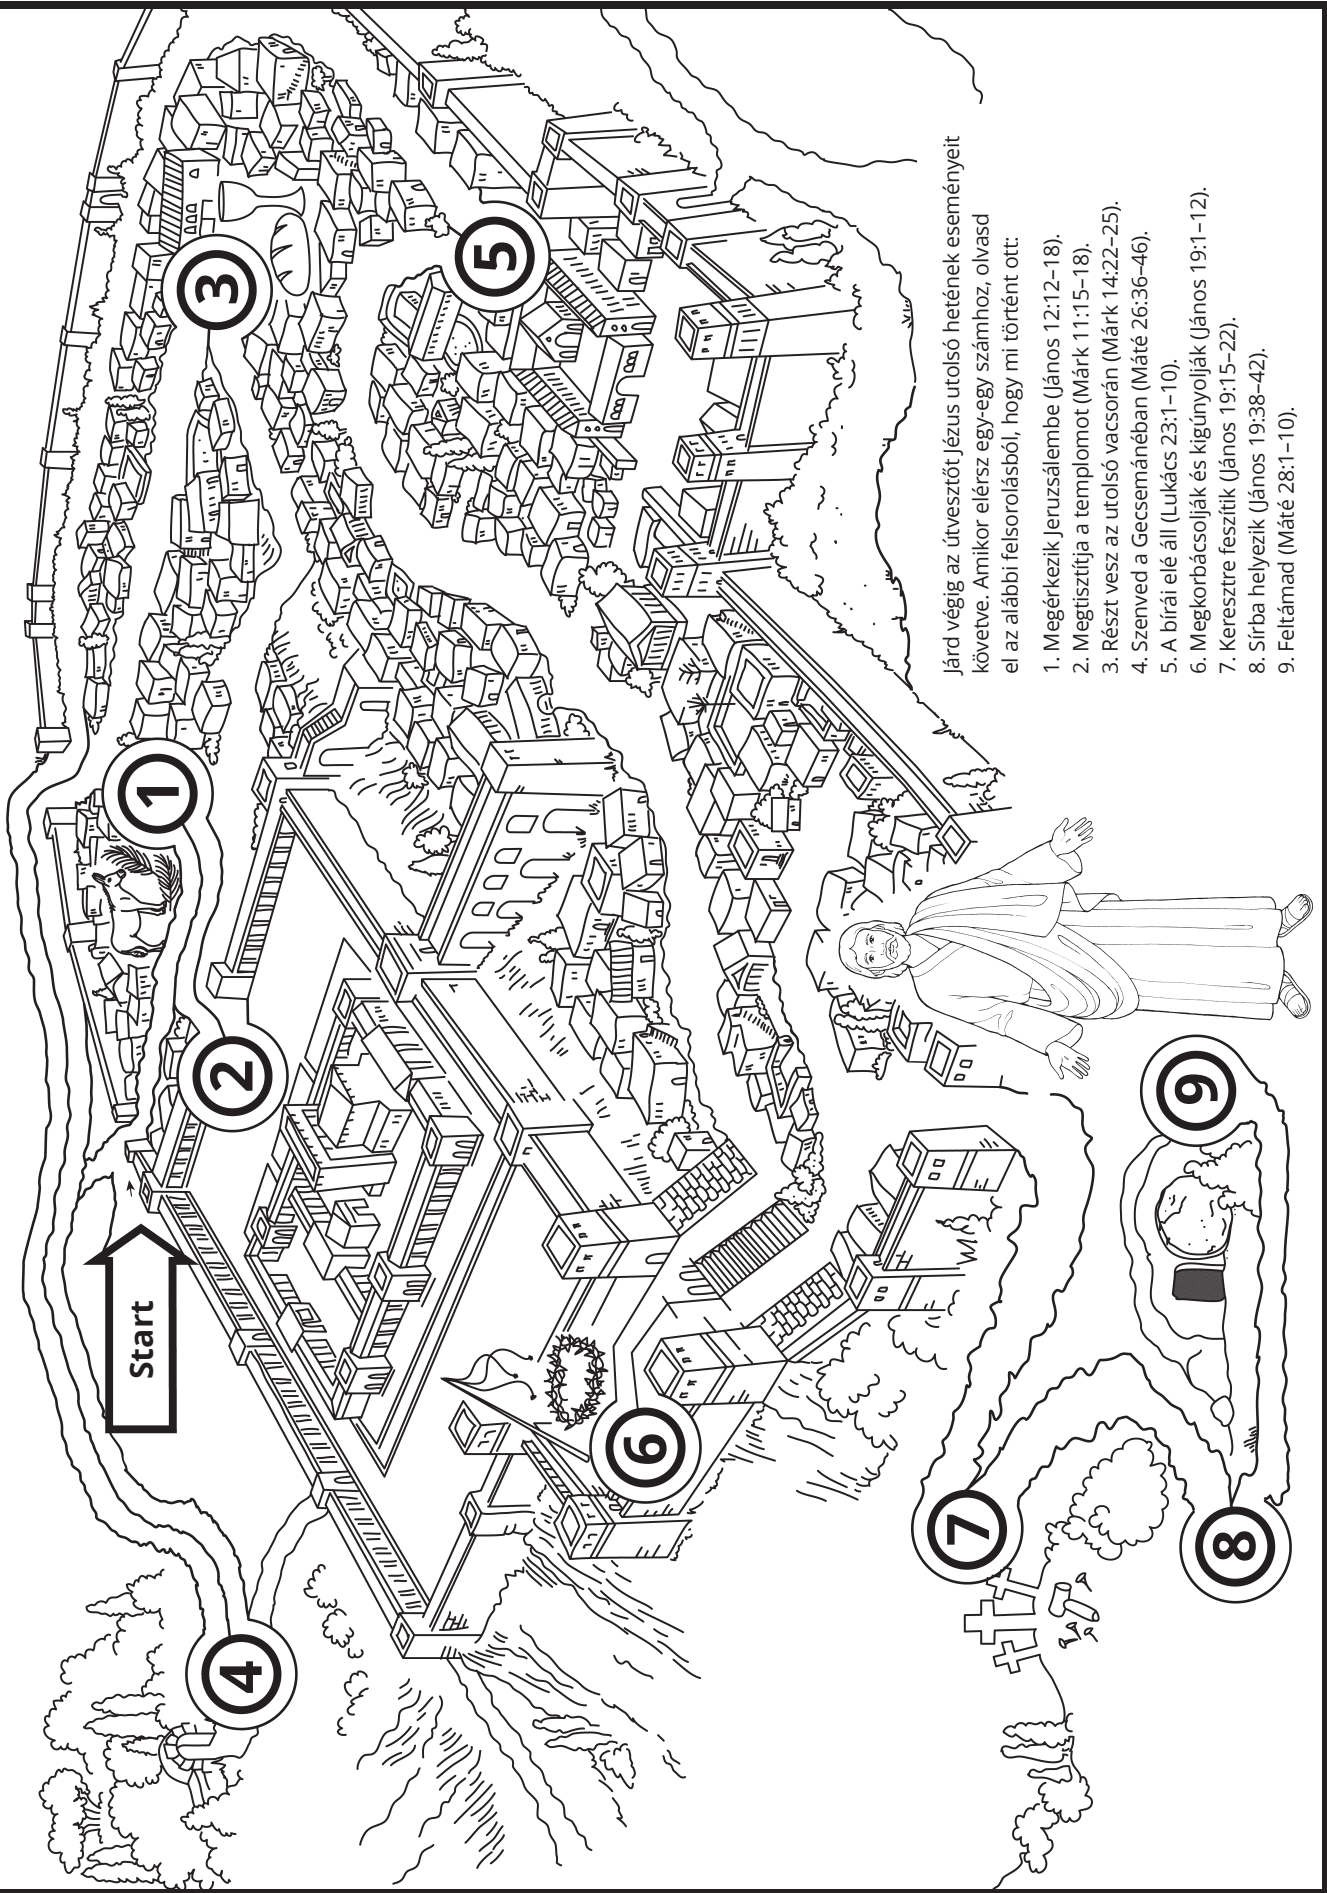 Járd végig az útvesztőt Jézus utolsó hetének eseményeit
követve. Amikor elérsz egy-egy számhoz, olvasd
el az alábbi felsorolásból, hogy mi történt ott:
1. Megérkezik Jeruzsálembe (János 12:12–18).
2. Megtisztítja a templomot (Márk 11:15–18).
3. Részt vesz az utolsó vacsorán (Márk 14:22–25).
4. Szenved a Gecsemánéban (Máté 26:36–46).
5. A bírái elé áll (Lukács 23:1–10).
6. Megkorbácsolják és kigúnyolják (János 19:1–12).
7. Keresztre feszítik (János 19:15–22).
8. Sírba helyezik (János 19:38–42).
9. Feltámad (Máté 28:1–10).
Start
1
2
3
4
5
6
7
8
9